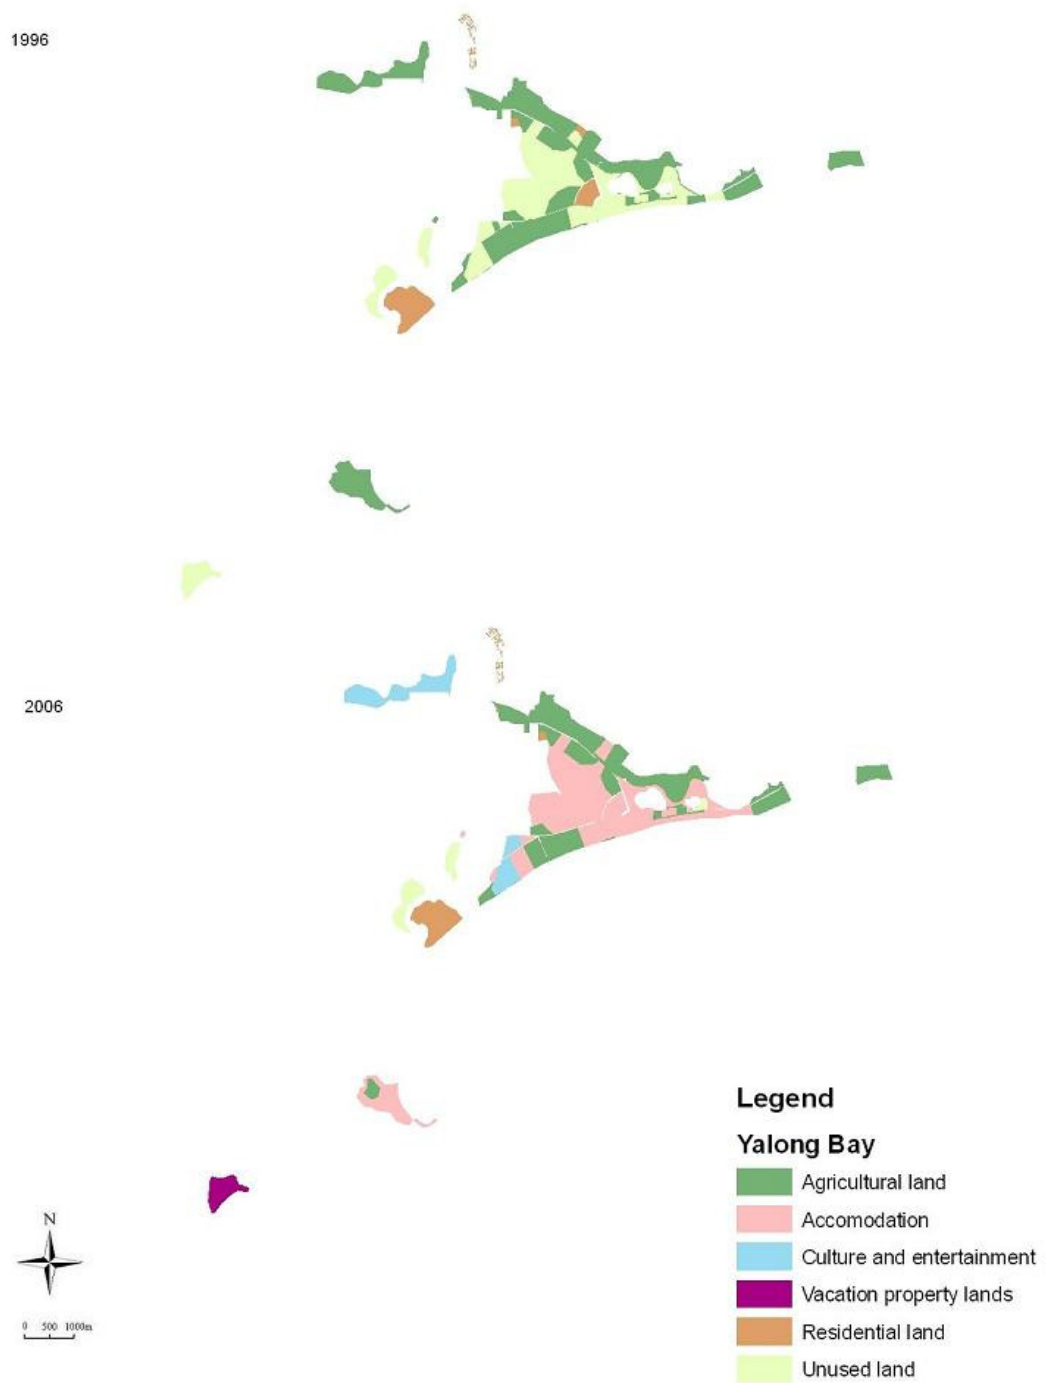 1996
2006
Legend
Yalong Bay
Agricultural land
Accomodation
Culture and entertainment
Vacation property lands
Residential land
Unused land
N
0 500 1000m